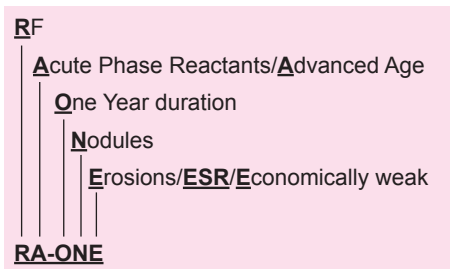 RF
Acute Phase Reactants/Advanced Age
One Year duration
Nodules
Erosions/ESR/Economically weak
RA-ONE